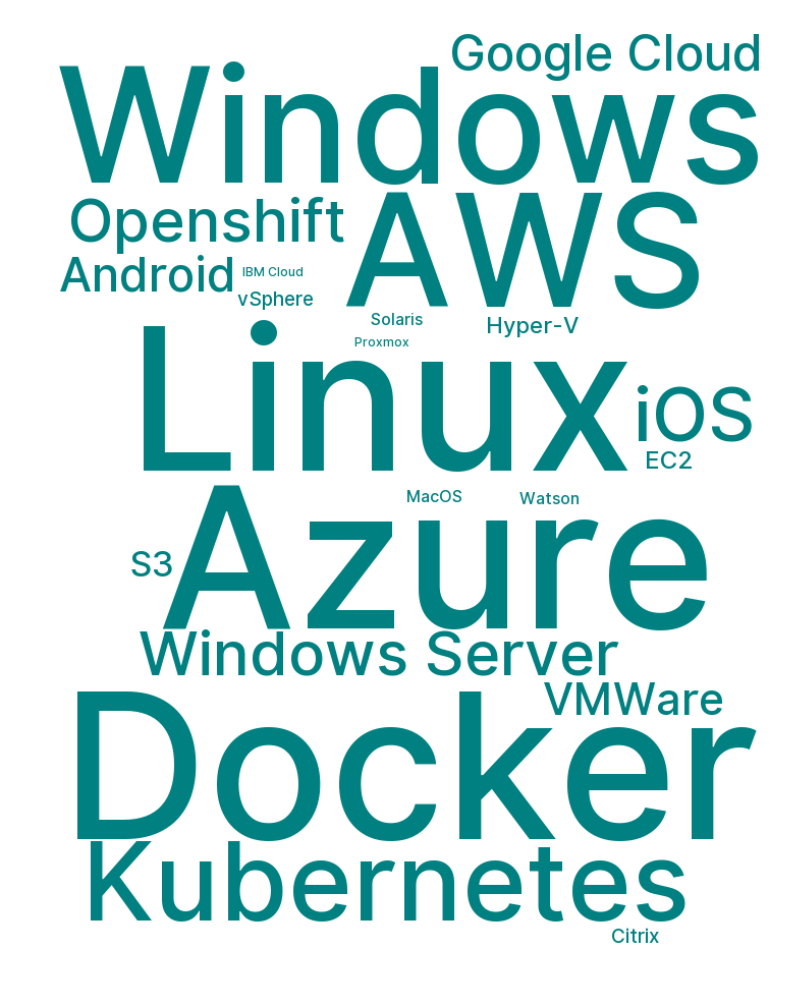 Google Cloud
Windows
Openshift
AWS
Android
IBM Cloud
vSphere
Solaris
Hyper-V
Proxmox
Linux
iOS
EC2
MacOS
Watson
S3
Azure
Windows Server
VMWare
Docker
Kubernetes
Citrix